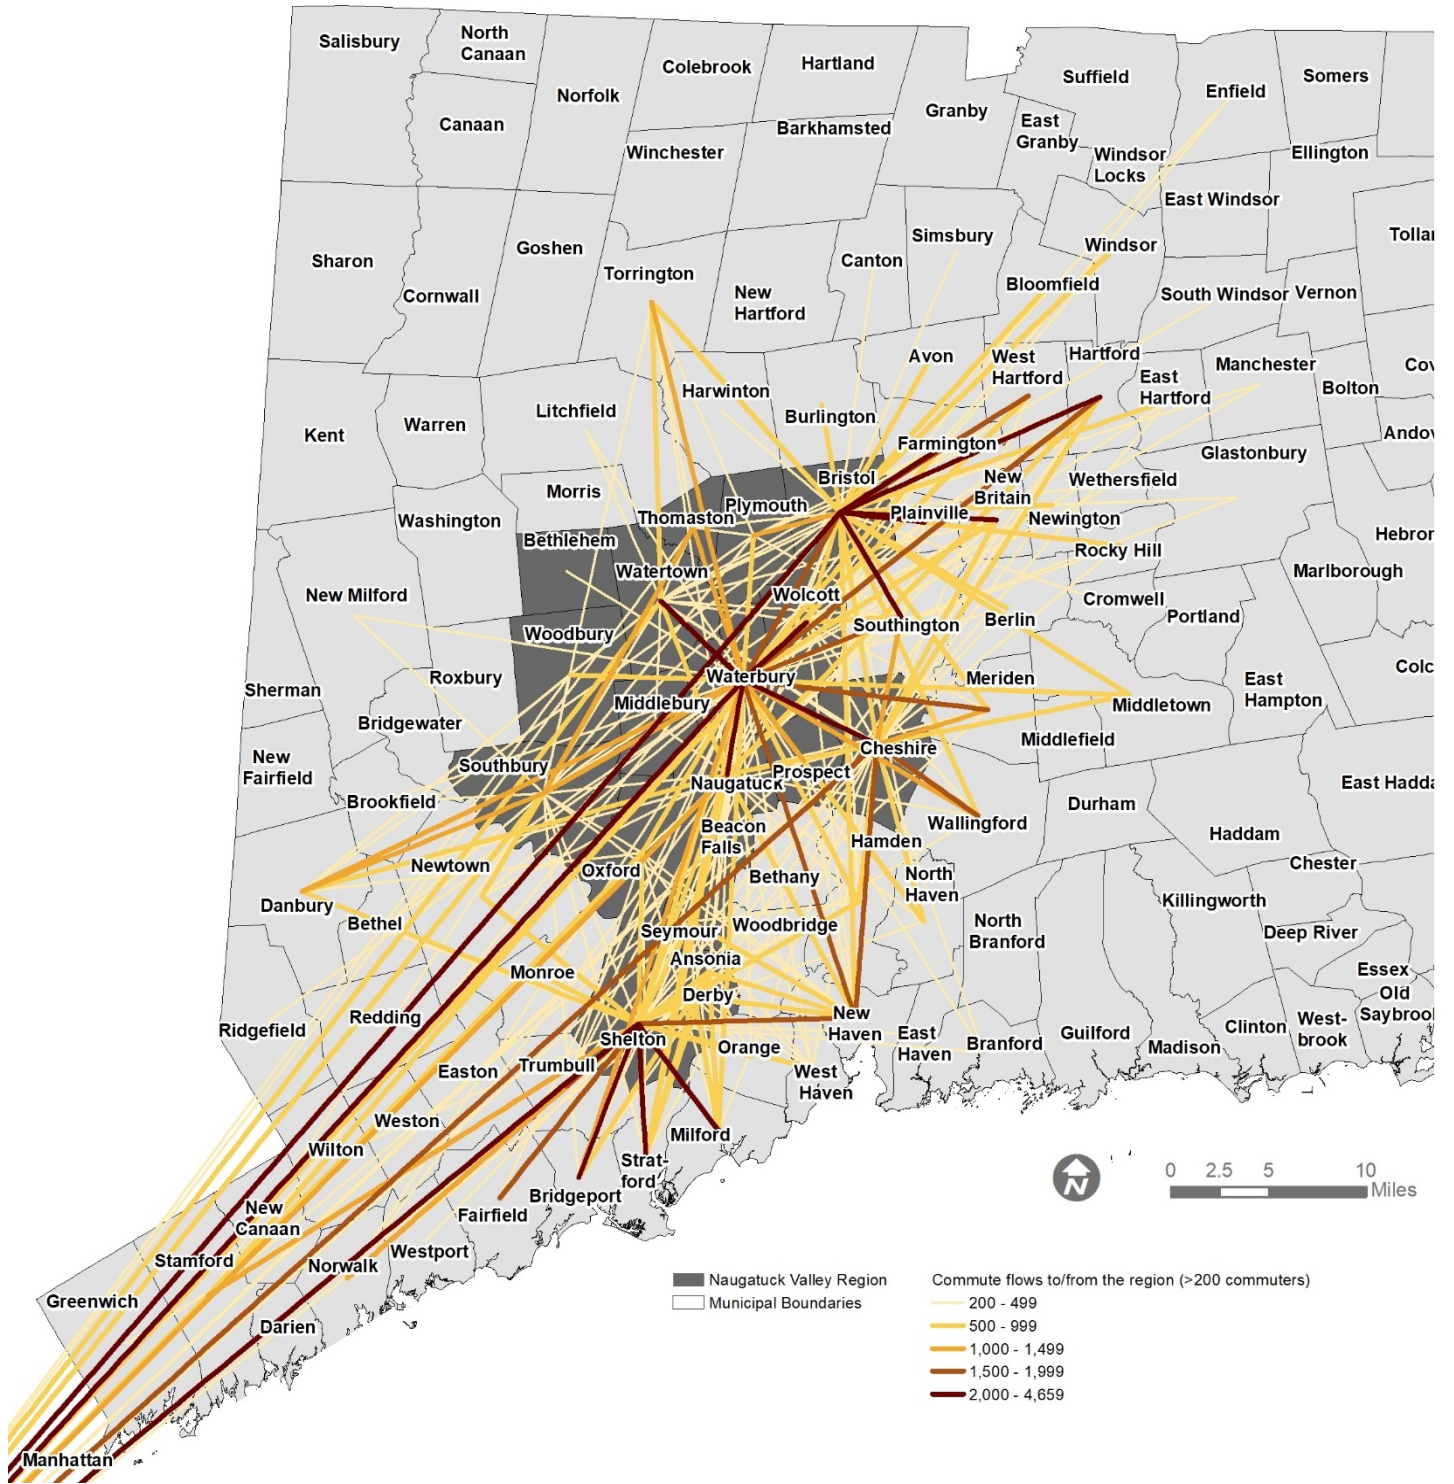 Salisbury
North
Canaan
Colebrook
Hartland
Suffield
Enfield
Somers
Norfolk
Canaan
Granby
East
Granby
Barkhamsted
Winchester
Windsor
Locks
Ellington
East Windsor
Sharon
Goshen
Cornwall
Torrington
New
Hartford
Canton
Simsbury
Windsor
Bloomfield
South Windsor
Vernon
Tollan
Kent
Warren
Litchfield
Harwinton
Burlington
Avon
West
Hartford
Hartford
East
Hartford
Manchester
Bolton
Cov
Andov
Farmington
Glastonbury
Morris
Washington
Bethlehem
Thomaston
Plymouth
Bristol
Plainville
New
Britain
Wethersfield
Newington
Rocky Hill
Hebron
Marlborough
Watertown
New Milford
Woodbury
Wolcott
Southington
Berlin
Cromwell
Portland
Sherman
Roxbury
Bridgewater
Middlebury
Waterbury
Meriden
Middletown
East
Hampton
Colc
New
Fairfield
Brookfield
Southbury
Naugatuck
Prospect
Cheshire
Middlefield
East Hadda
Durham
Haddam
Newtown
Oxford
Beacon
Falls
Bethany
Hamden
Wallingford
North
Haven
Chester
Killingworth
Danbury
Bethel
Seymour
Woodbridge
North
Branford
Deep River
Monroe
Ansonia
Derby
Essex
Old
Saybrook
Ridgefield
Redding
Shelton
Orange
New
Haven
East
Haven
Branford
Guilford
Madison
Clinton
West-
brook
Easton
Trumbull
West
Haven
Weston
Wilton
Milford
Strat-
ford
Bridgeport
Fairfield
New
Canaan
Stamford
Norwalk
Westport
Greenwich
Darien
Manhattan
N
0 2.5 5 10
Miles
Naugatuck Valley Region
Municipal Boundaries
Commute flows to/from the region (>200 commuters)
200 - 499
500 - 999
1,000 - 1,499
1,500 - 1,999
2,000 - 4,659